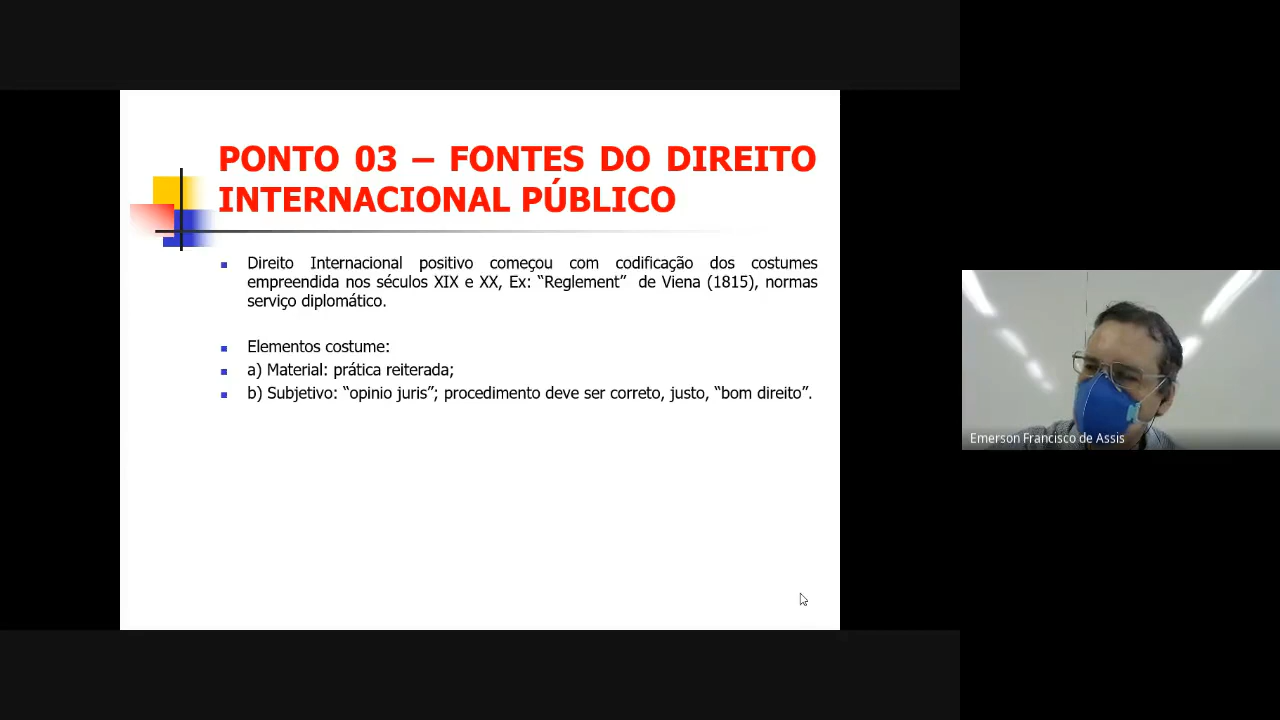 PONTO 03 – FONTES DO DIREITO
INTERNACIONAL PÚBLICO
Direito Internacional positivo começou com codificação dos costumes
empreendida nos séculos XIX e XX, Ex: “Reglement” de Viena (1815), normas
serviço diplomático.
Elementos costume:
a) Material: prática reiterada;
b) Subjetivo: “opinio juris”; procedimento deve ser correto, justo, “bom direito”.
Emerson Francisco de Assis